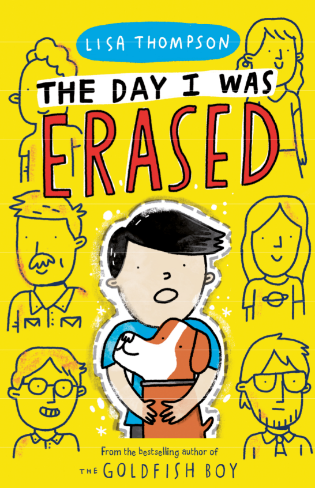 LISA THOMPSON
THE DAY I WAS
ERASED
From the bestselling author of
THE GOLDFISH BOY